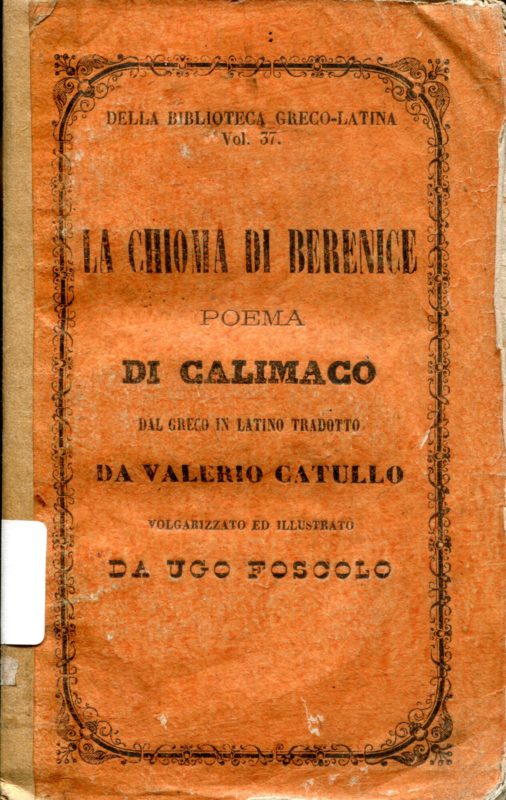 DELLA BIBLIOTECA GRECO-LATINA
Vol. 37.
LA CHIOMA DI BERENICE
POEMA
DI CALIMACO
DAL GRECO IN LATINO TRADOTTO
DA VALERIO CATULLO
VOLGARIZZATO ED ILLUSTRATO
DA UGO FOSCOLO